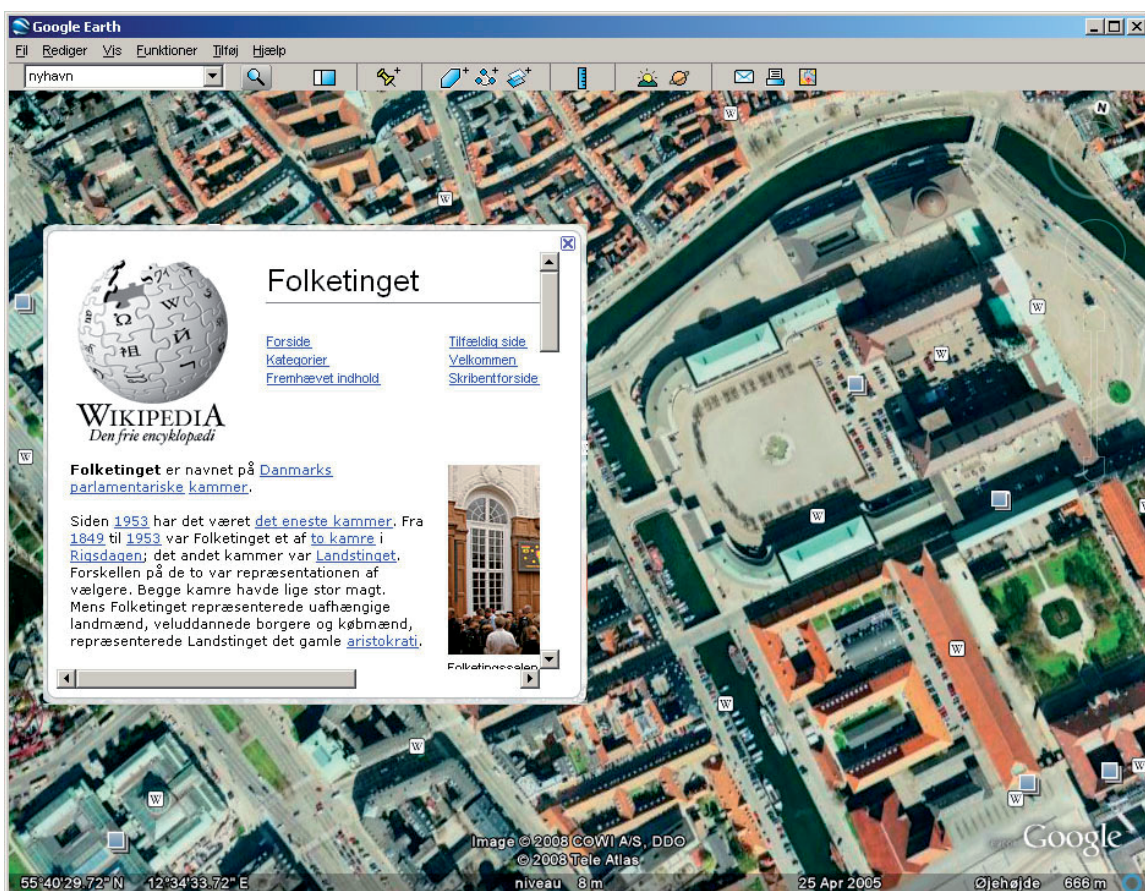 Google Earth
Fil Rediger Vis Funktioner Tilføj Hjælp
nyhavn
N
Folketinget
Forside Tilfældig side
Kategorier Velkommen
Fremhævet indhold Skribentforside
WIKIPEDIA
Den frie encyklopædi
Folketinget er navnet på Danmarks
parlamentariske kammer.
Siden 1953 har det været det eneste kammer. Fra
1849 til 1953 var Folketinget et af to kamre i
Rigsdagen; det andet kammer var Landstinget.
Forskellen på de to var repræsentationen af
vælgere. Begge kamre havde lige stor magt.
Mens Folketinget repræsenterede uafhængige
landmænd, veluddannede borgere og købmænd,
repræsenterede Landstinget det gamle aristokrati.
Folketingssalen
Image © 2008 COWI A/S, DDO
© 2008 Tele Atlas
Google
55°40'29.72" N 12°34'33.72" E niveau 8 m 25 Apr 2005 Øjehøjde 666 m